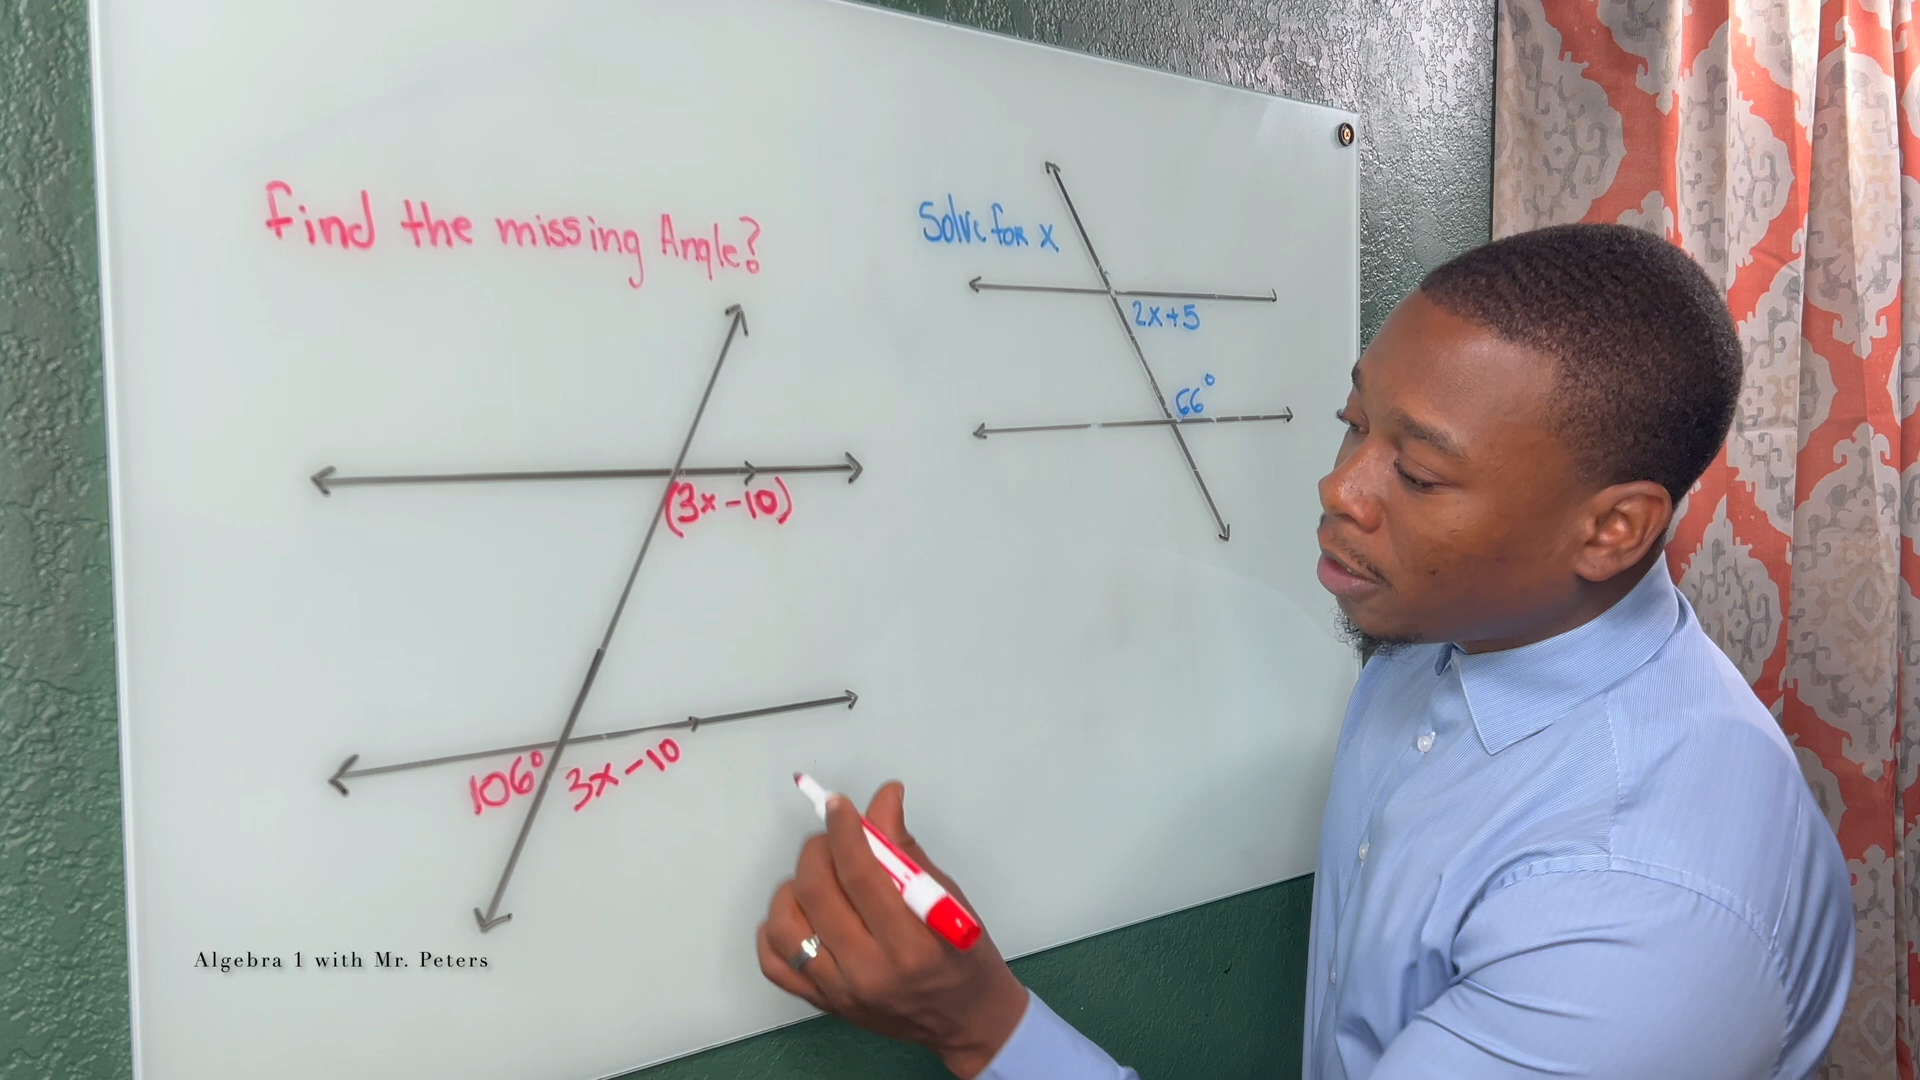 Find the missing Angle?
(3x-10)
106° 3x-10
Solve for x
2x+5
66°
Algebra 1 with Mr. Peters